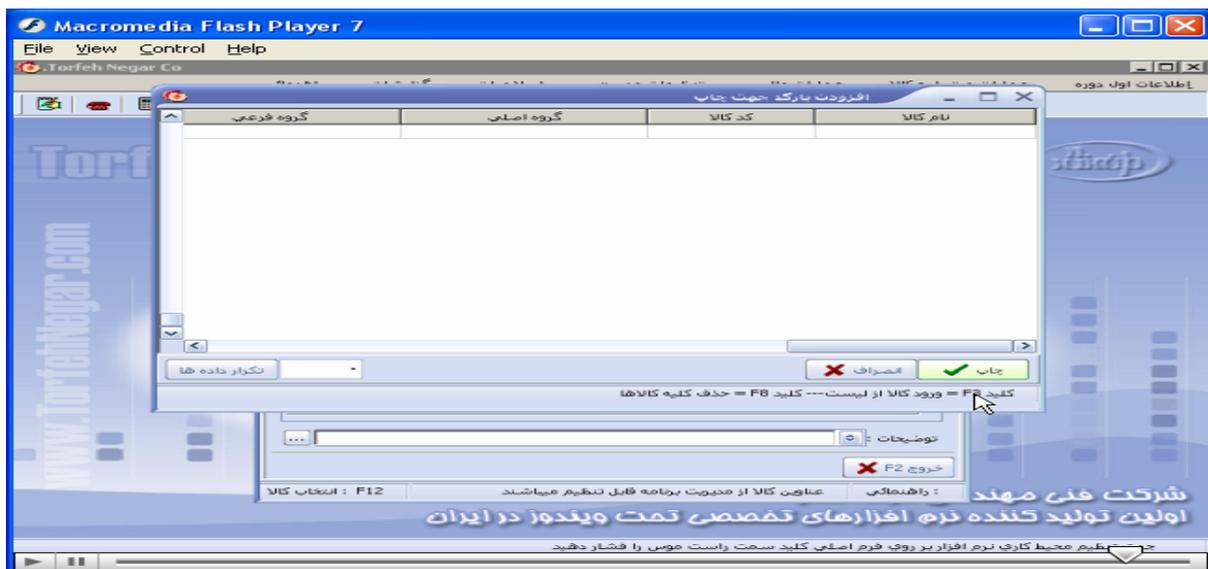 Macromedia Flash Player 7
File View Control Help
.Torfeh Negar Co
إطلاعات اول دوره
افزودن بارکد جهت چاپ
نام کالا کد کالا گروه اصلی گروه فرعی
Torf
www.TorfehNegar.com
چاپ انصراف تکرار داده ها
کلید = ورود کالا از لیست--- کلید F8 = حذف کلیه کالاها
توضیحات :
... 
خروج F2
راهنمائی : عناوین کالا از مدیریت برنامه قابل تنظیم میباشند F12 : انتخاب کالا
شرکت فنی مهند
اولین تولید کننده نرم افزارهای تخصصی تحت ویندوز در ایران
محیط کاری نرم افزار بر روی فرم اصلی کلید سمت راست موس را فشار دهید